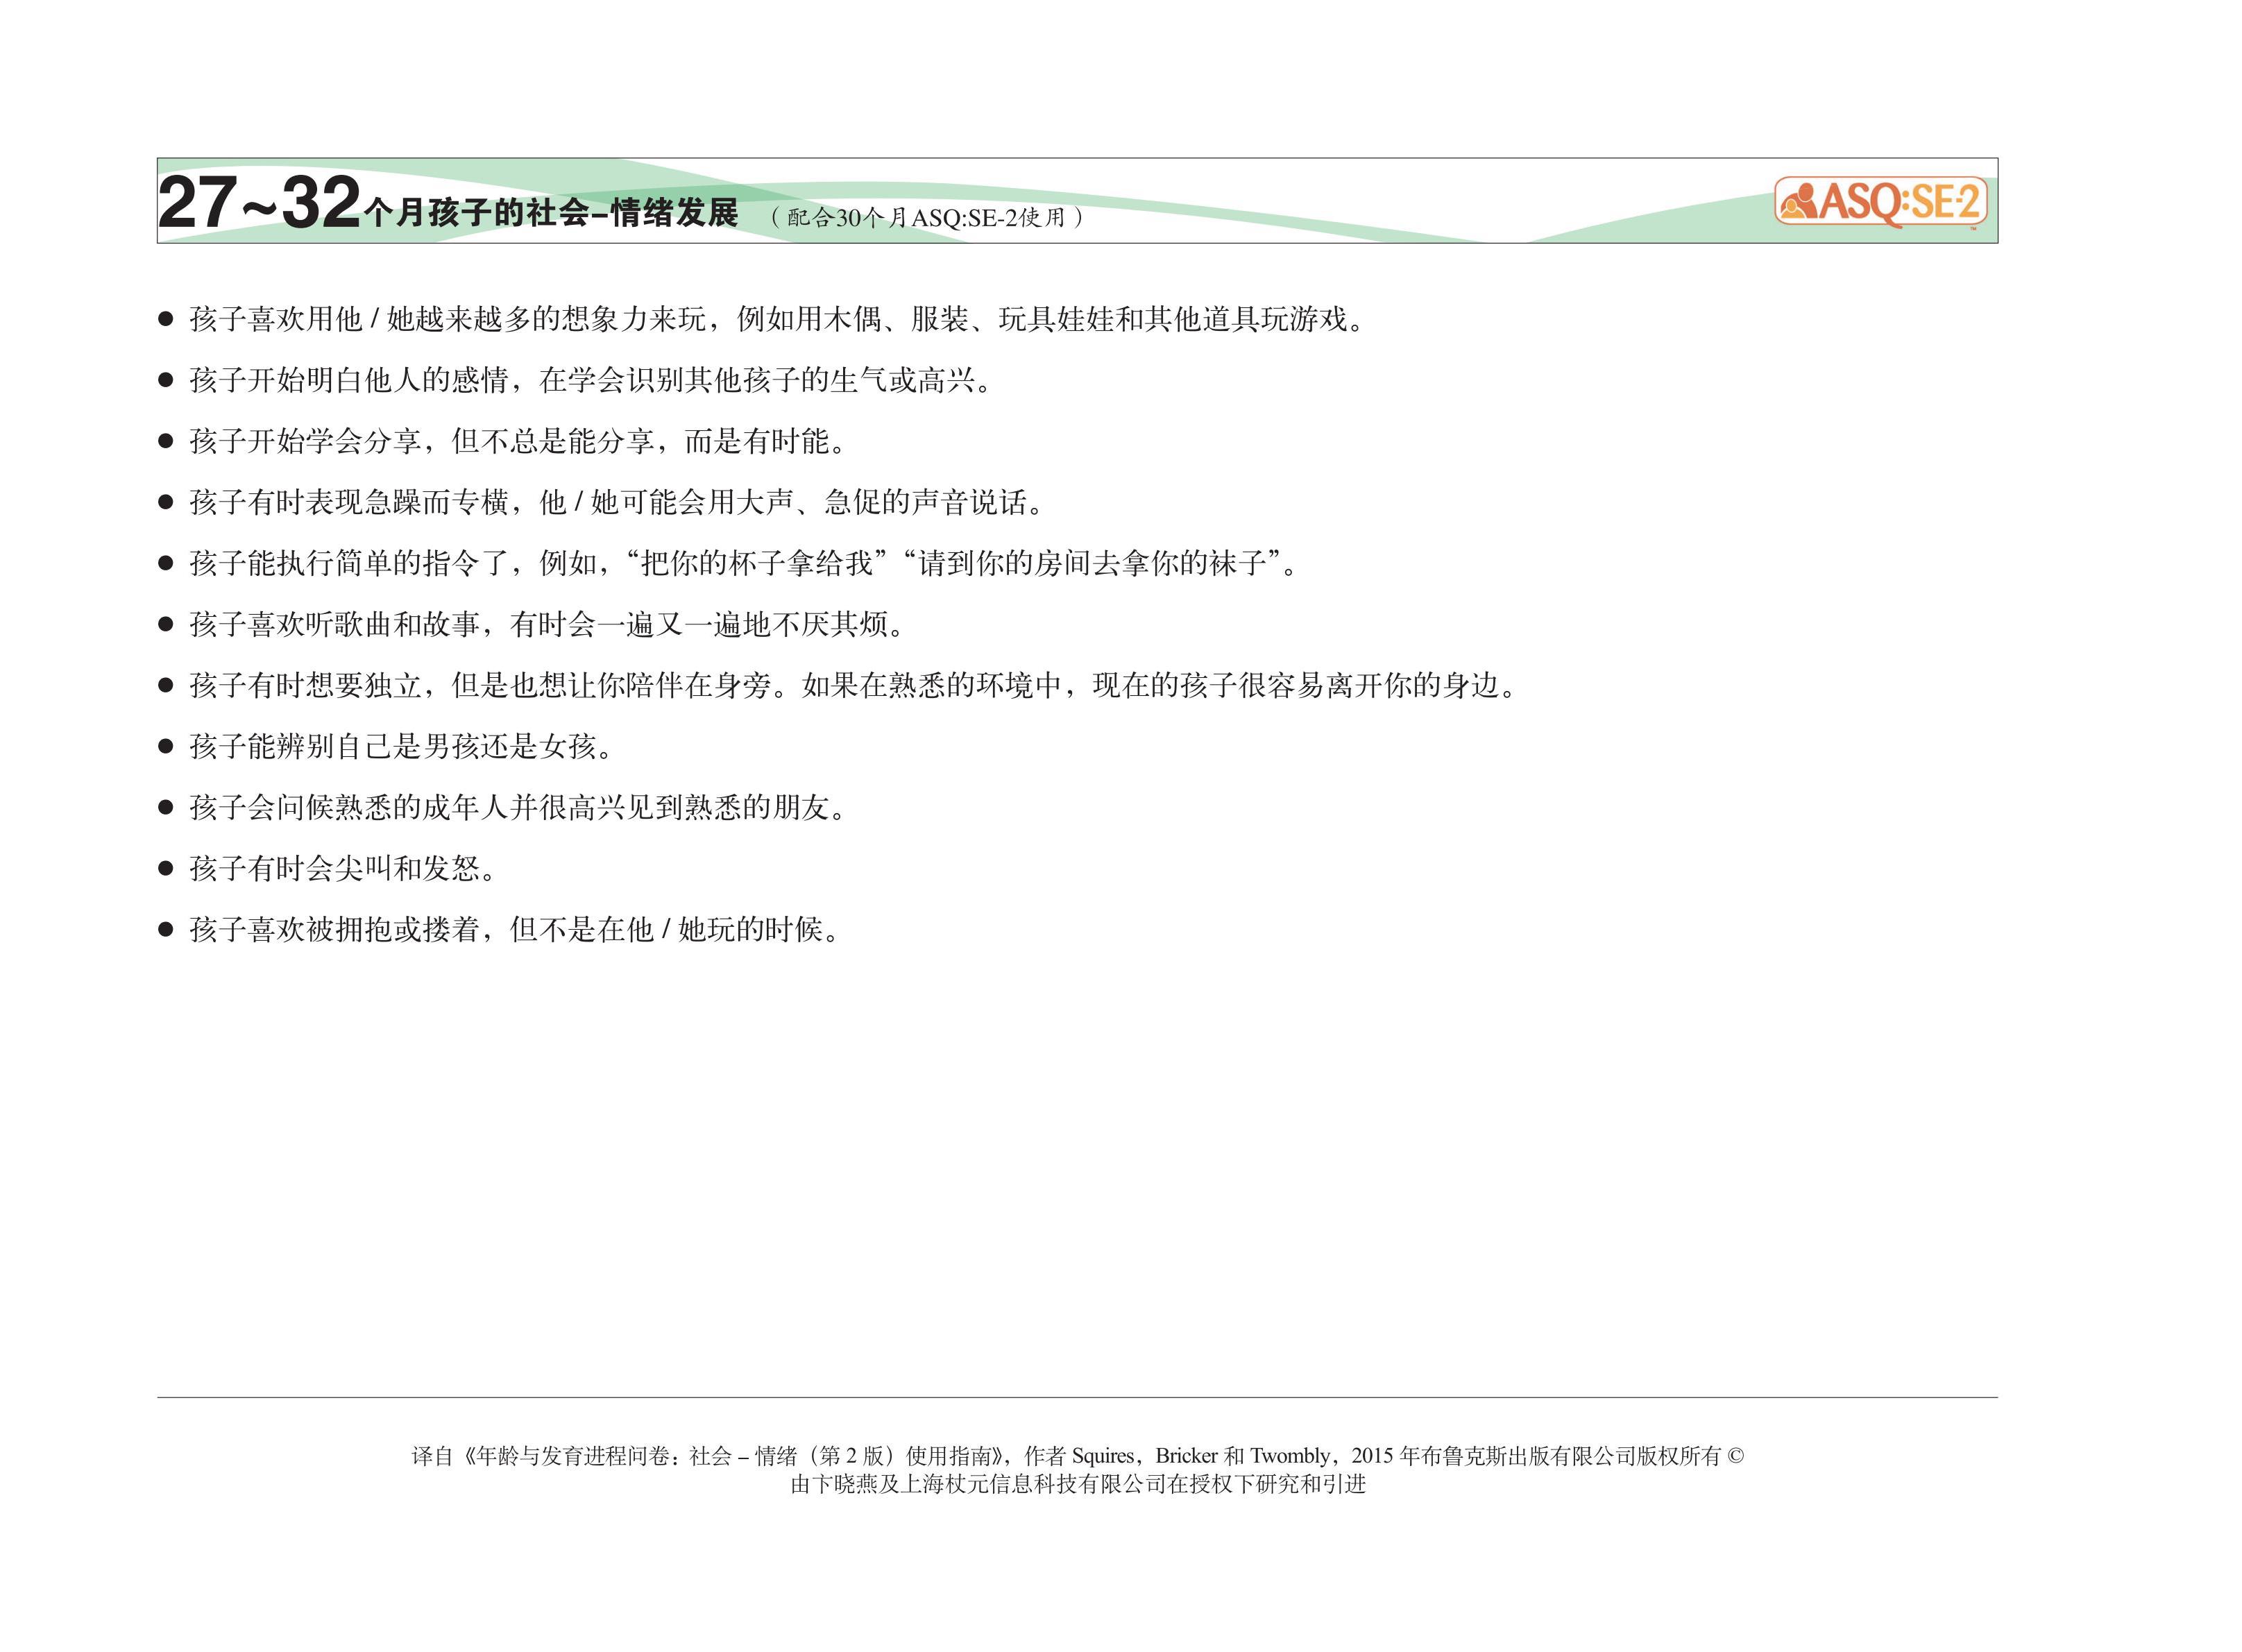 27~32个月孩子的社会–情绪发展 （配合30个月ASQ:SE-2使用）
ASQ:SE-2™
● 孩子喜欢用他 / 她越来越多的想象力来玩，例如用木偶、服装、玩具娃娃和其他道具玩游戏。
● 孩子开始明白他人的感情，在学会识别其他孩子的生气或高兴。
● 孩子开始学会分享，但不总是能分享，而是有时能。
● 孩子有时表现急躁而专横，他 / 她可能会用大声、急促的声音说话。
● 孩子能执行简单的指令了，例如，“把你的杯子拿给我”“请到你的房间去拿你的袜子”。
● 孩子喜欢听歌曲和故事，有时会一遍又一遍地不厌其烦。
● 孩子有时想要独立，但是也想让你陪伴在身旁。如果在熟悉的环境中，现在的孩子很容易离开你的身边。
● 孩子能辨别自己是男孩还是女孩。
● 孩子会问候熟悉的成年人并很高兴见到熟悉的朋友。
● 孩子有时会尖叫和发怒。
● 孩子喜欢被拥抱或搂着，但不是在他 / 她玩的时候。
译自《年龄与发育进程问卷：社会 – 情绪（第 2 版）使用指南》，作者 Squires，Bricker 和 Twombly，2015 年布鲁克斯出版有限公司版权所有 ©
由卞晓燕及上海杖元信息科技有限公司在授权下研究和引进